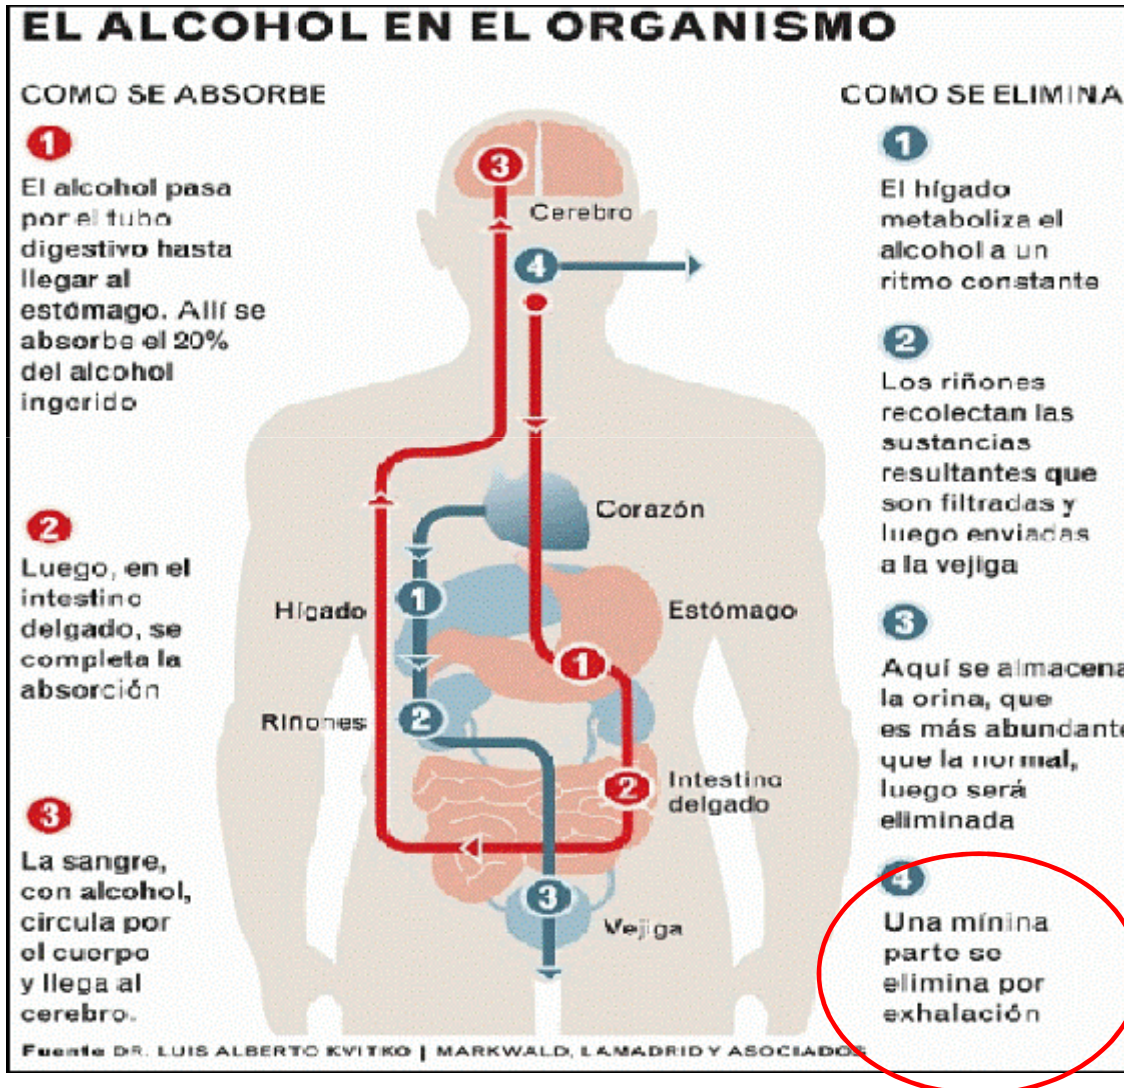 EL ALCOHOL EN EL ORGANISMO
COMO SE ABSORBE
1
El alcohol pasa
por el tubo
digestivo hasta
llegar al
estómago. Allí se
absorbe el 20%
del alcohol
ingerido
2
Luego, en el
intestino
delgado, se
completa la
absorción
3
La sangre,
con alcohol,
circula por
el cuerpo
y llega al
cerebro.
3
Cerebro
4
Corazón
Hígado
1
Estómago
1
Riñones
2
Intestino
delgado
2
3
Vejiga
COMO SE ELIMINA
1
El hígado
metaboliza el
alcohol a un
ritmo constante
2
Los riñones
recolectan las
sustancias
resultantes que
son filtradas y
luego enviadas
a la vejiga
3
Aquí se almacena
la orina, que
es más abundante
que la normal,
luego será
eliminada
4
Una mínina
parte se
elimina por
exhalación
Fuente DR. LUIS ALBERTO KVITKO | MARKWALD, LAMADRID Y ASOCIADOS